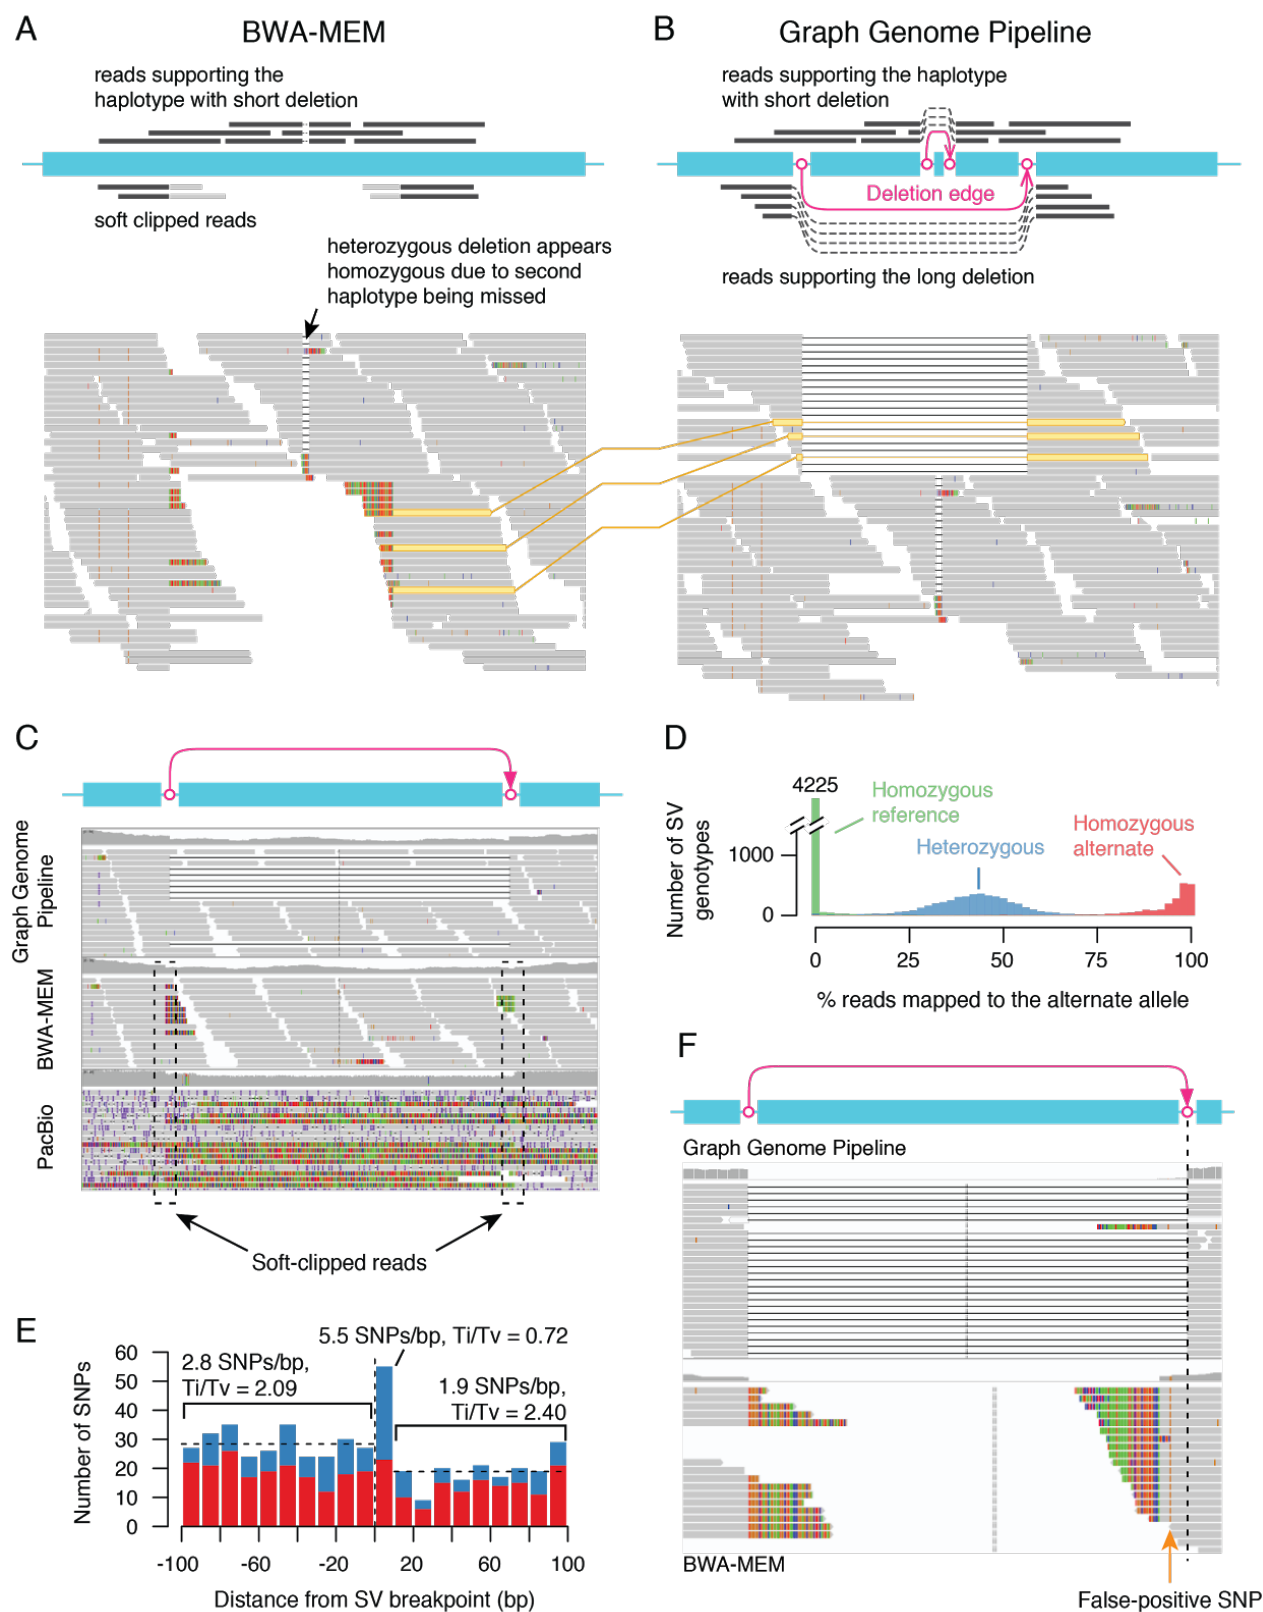 A
BWA-MEM
reads supporting the
haplotype with short deletion
soft clipped reads
heterozygous deletion appears
homozygous due to second
haplotype being missed
B
Graph Genome Pipeline
reads supporting the haplotype
with short deletion
Deletion edge
reads supporting the long deletion
C
Graph Genome
Pipeline
BWA-MEM
PacBio
Soft-clipped reads
D
4225
Homozygous
reference
Heterozygous
Homozygous
alternate
Number of SV
genotypes
1000
0
0 25 50 75 100
% reads mapped to the alternate allele
E
5.5 SNPs/bp, Ti/Tv = 0.72
2.8 SNPs/bp,
Ti/Tv = 2.09
1.9 SNPs/bp,
Ti/Tv = 2.40
Number of SNPs
60
50
40
30
20
10
0
-100 -60 -20 20 60 100
Distance from SV breakpoint (bp)
F
Graph Genome Pipeline
BWA-MEM
False-positive SNP